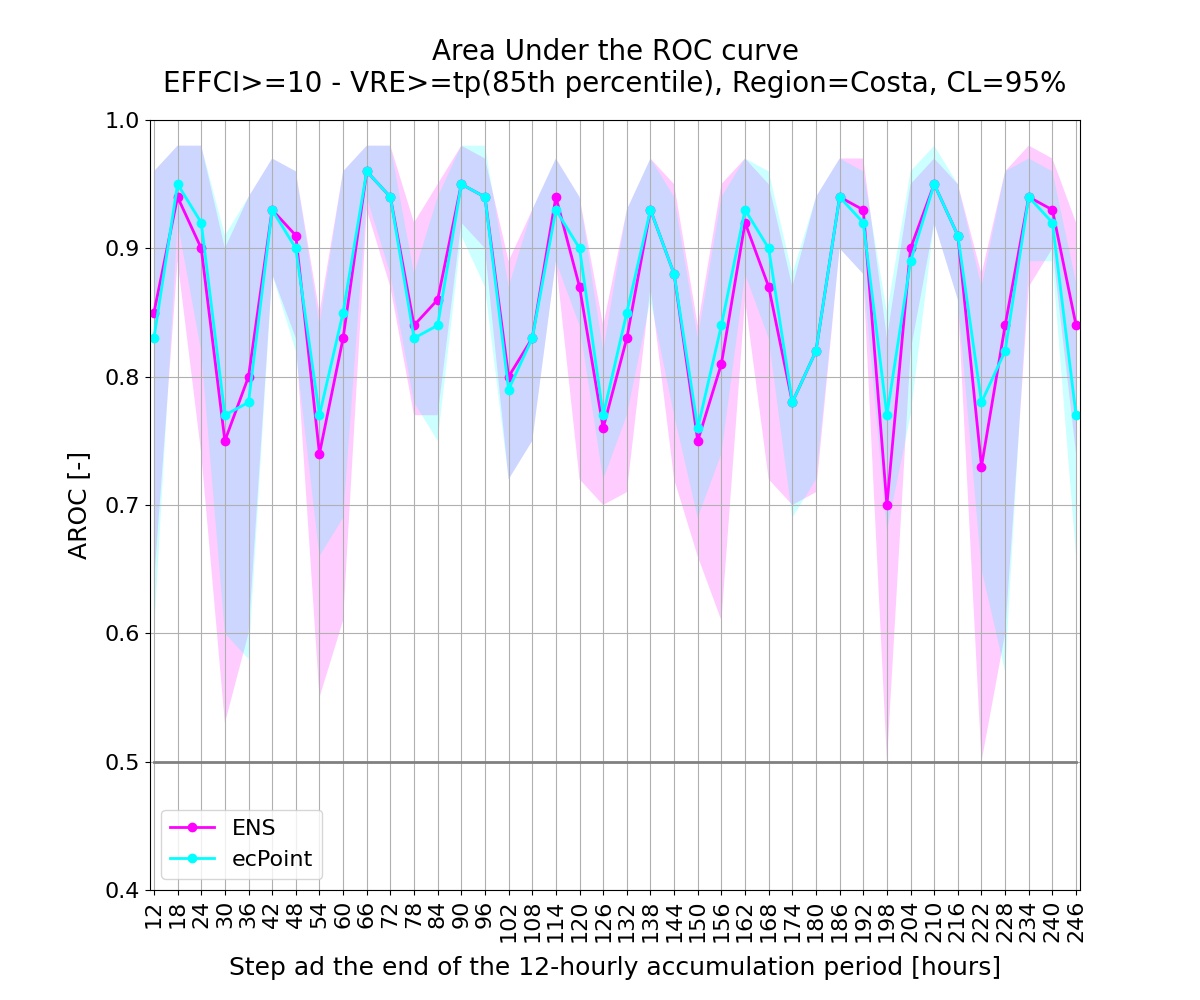 Area Under the ROC curve
EFFCI>=10 - VRE>=tp(85th percentile), Region=Costa, CL=95%
1.0
0.9
0.8
0.7
0.6
0.5
0.4
AROC [-]
ENS
ecPoint
12 18 24 30 36 42 48 54 60 66 72 78 84 90 96 102 108 114 120 126 132 138 144 150 156 162 168 174 180 186 192 198 204 210 216 222 228 234 240 246
Step ad the end of the 12-hourly accumulation period [hours]